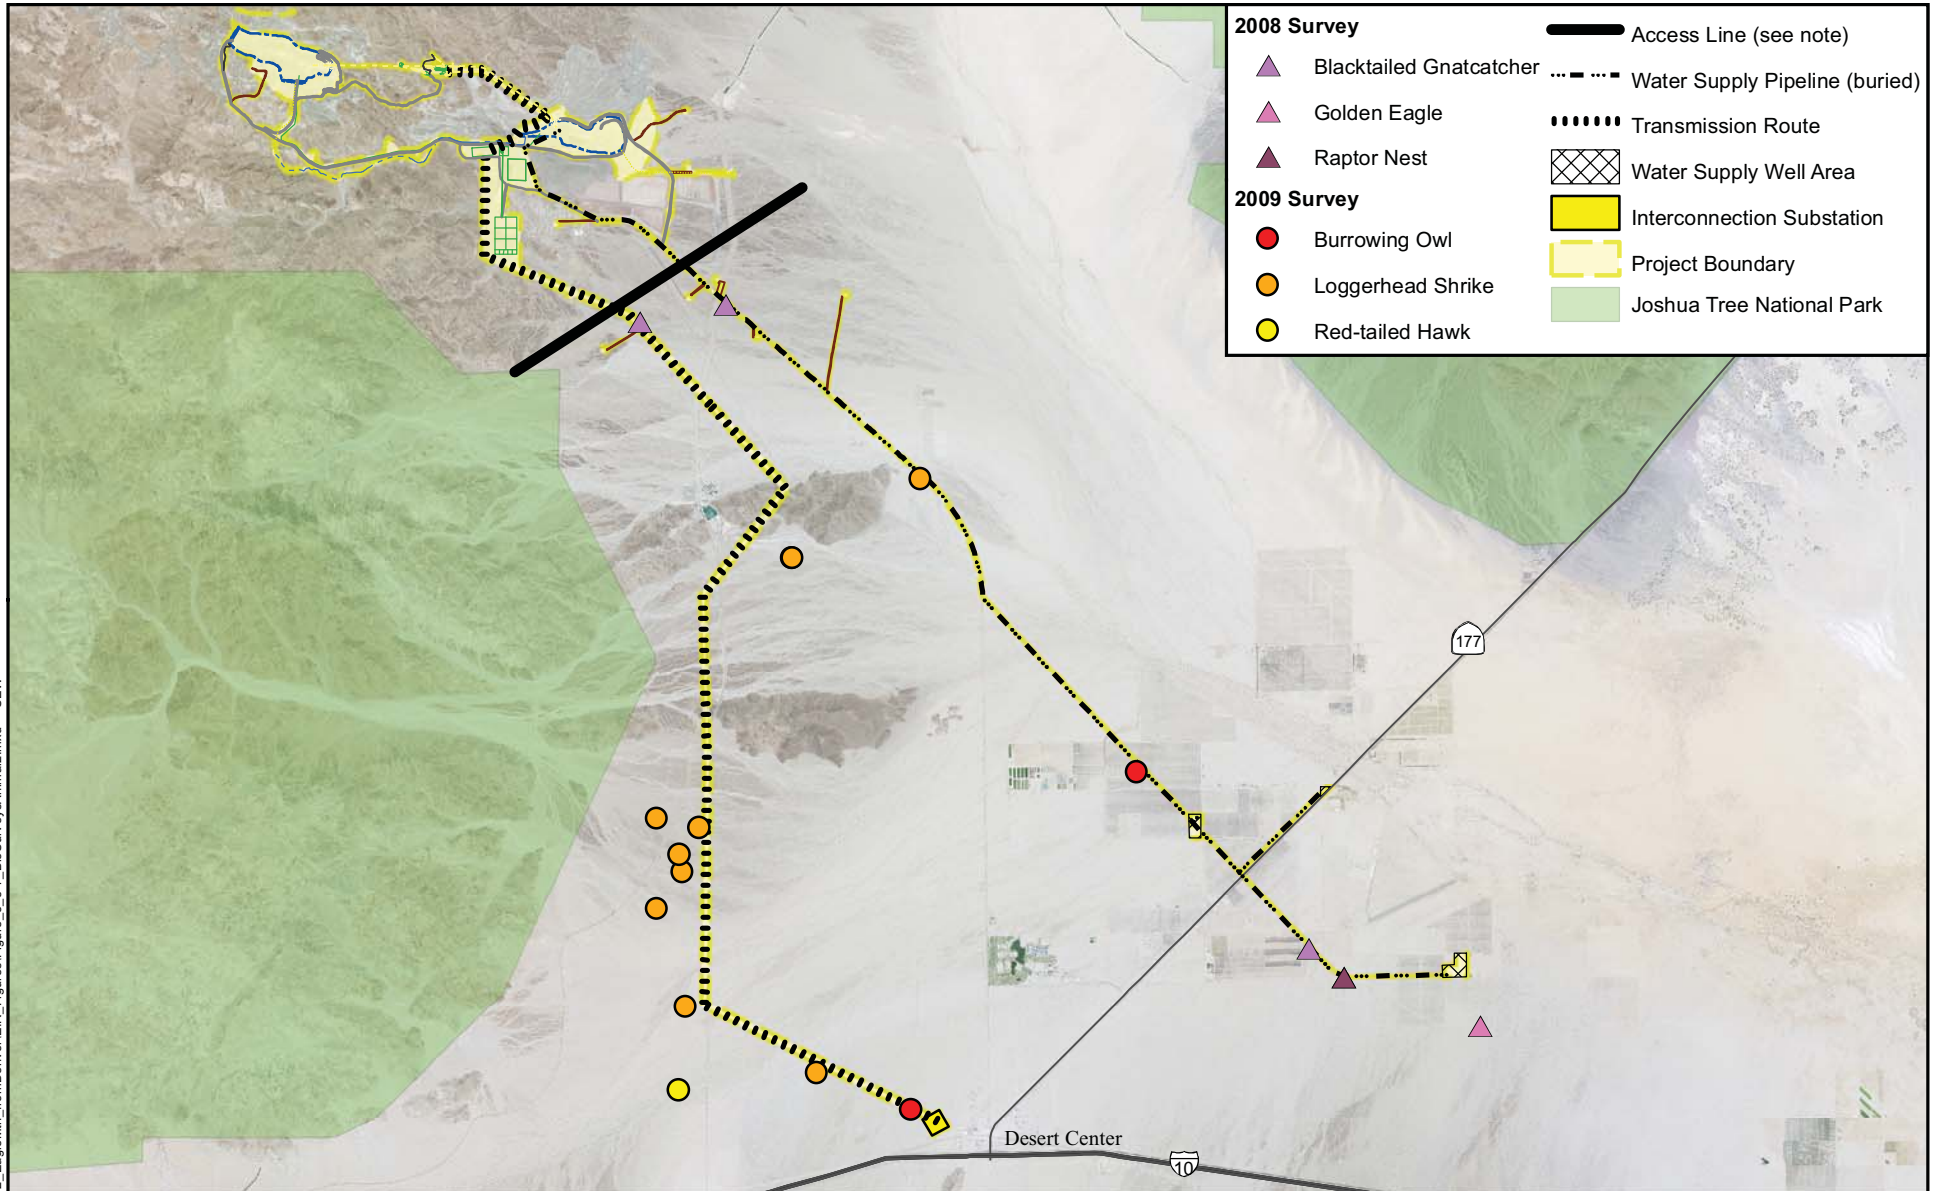 2008 Survey
Blacktailed Gnatcatcher
Golden Eagle
Raptor Nest
2009 Survey
Burrowing Owl
Loggerhead Shrike
Red-tailed Hawk
Access Line (see note)
Water Supply Pipeline (buried)
Transmission Route
Water Supply Well Area
Interconnection Substation
Project Boundary
Joshua Tree National Park
177
Desert Center
10